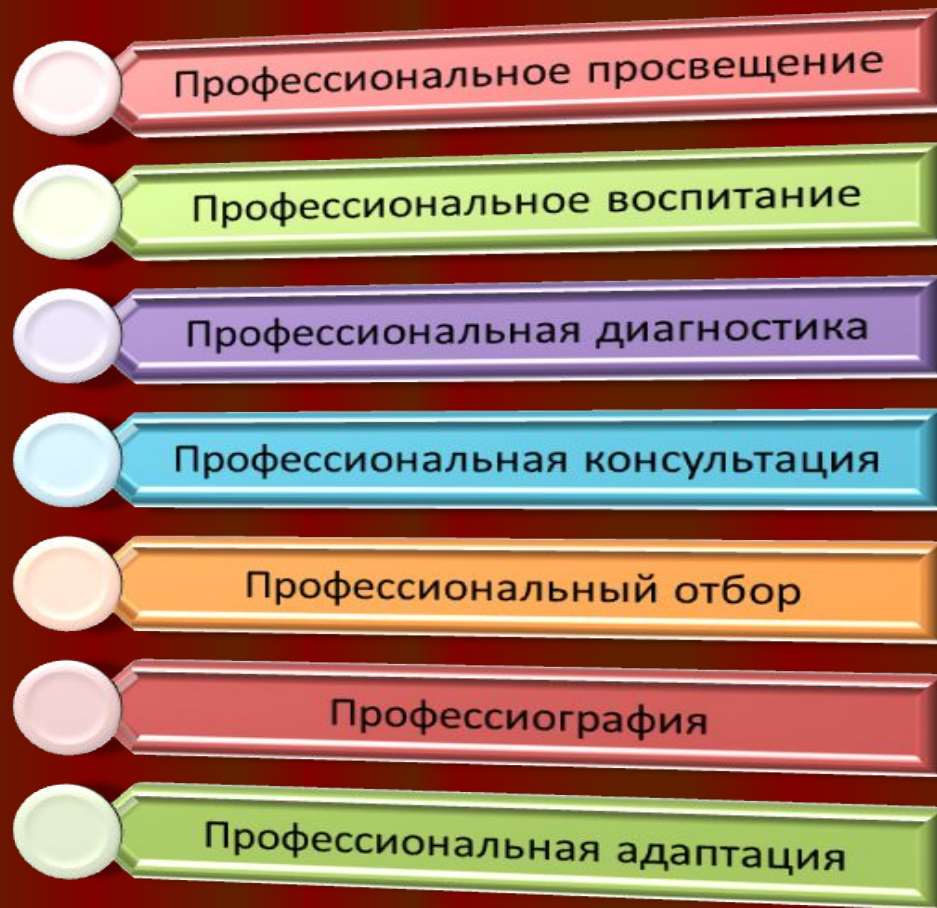 Профессиональное просвещение
Профессиональное воспитание
Профессиональная диагностика
Профессиональная консультация
Профессиональный отбор
Профессиография
Профессиональная адаптация